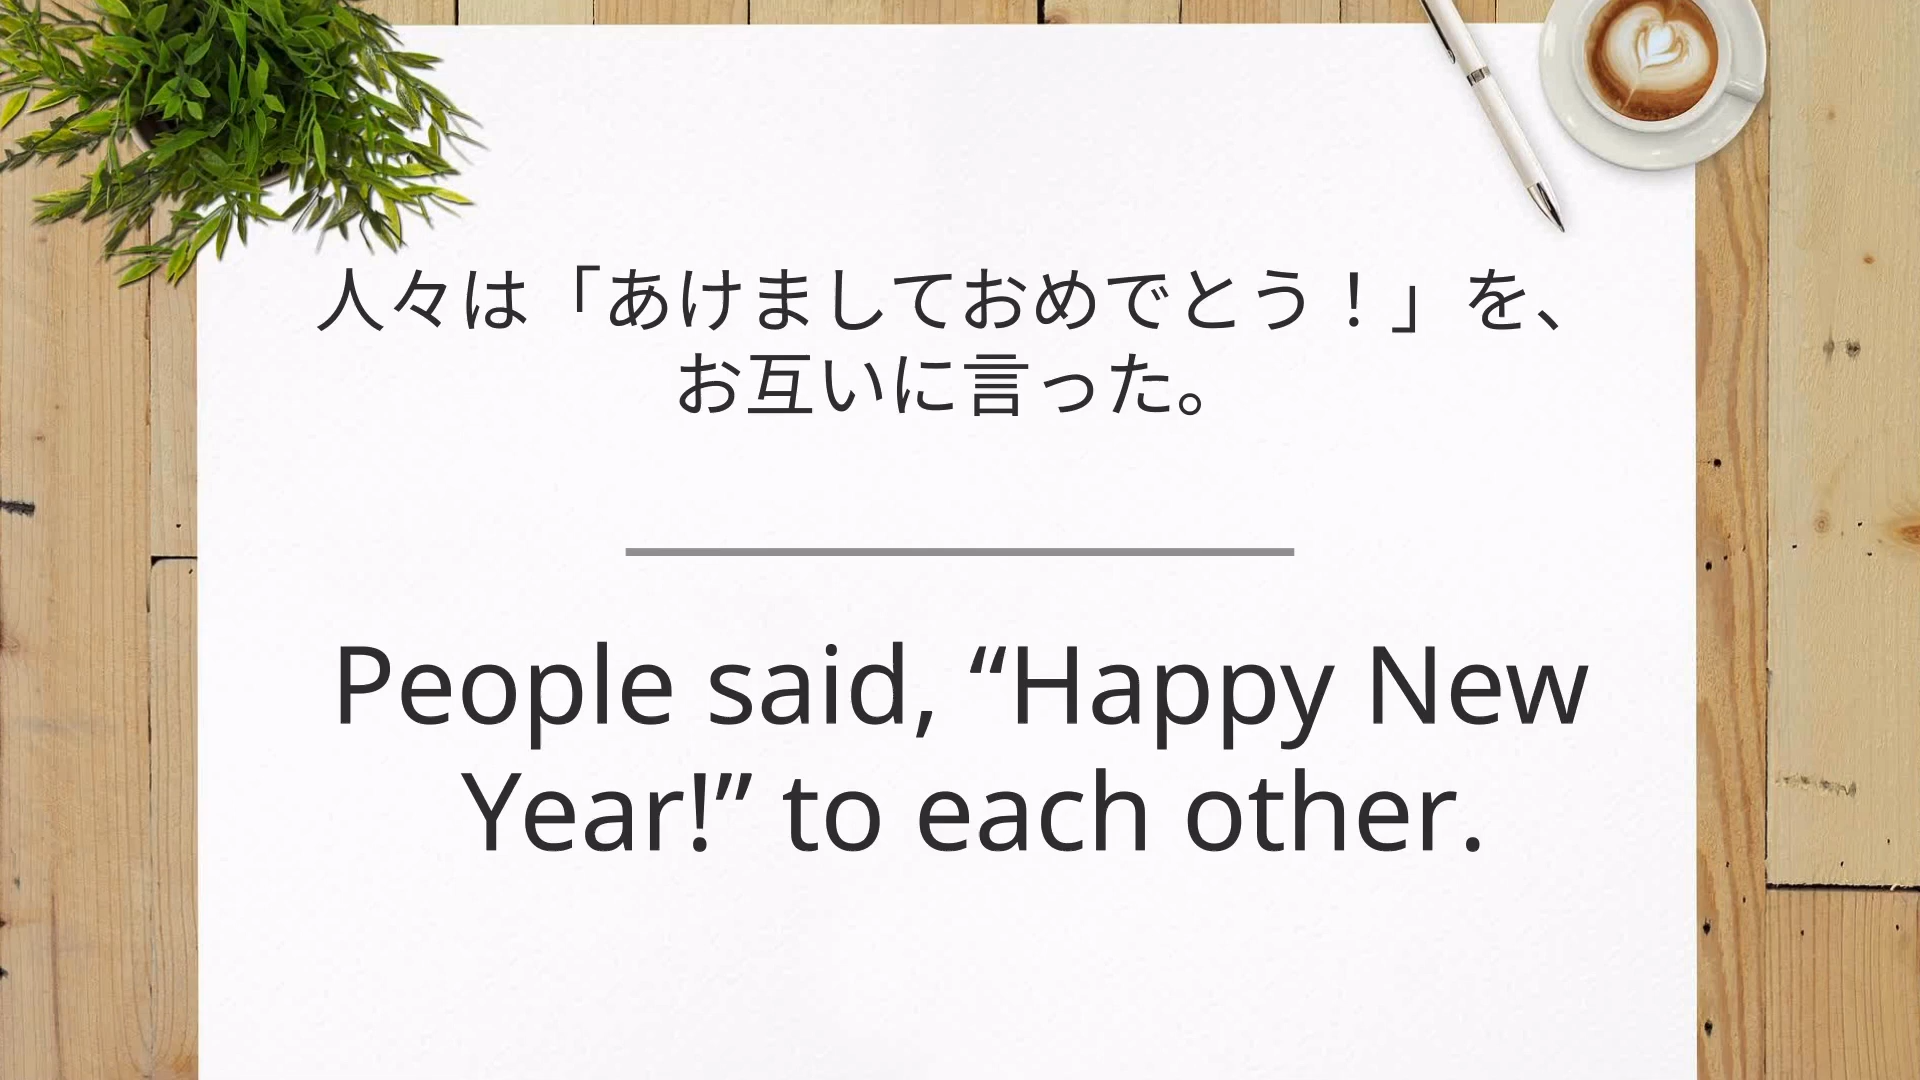 人々は「あけましておめでとう！」を、
お互いに言った。
People said, “Happy New
Year!” to each other.